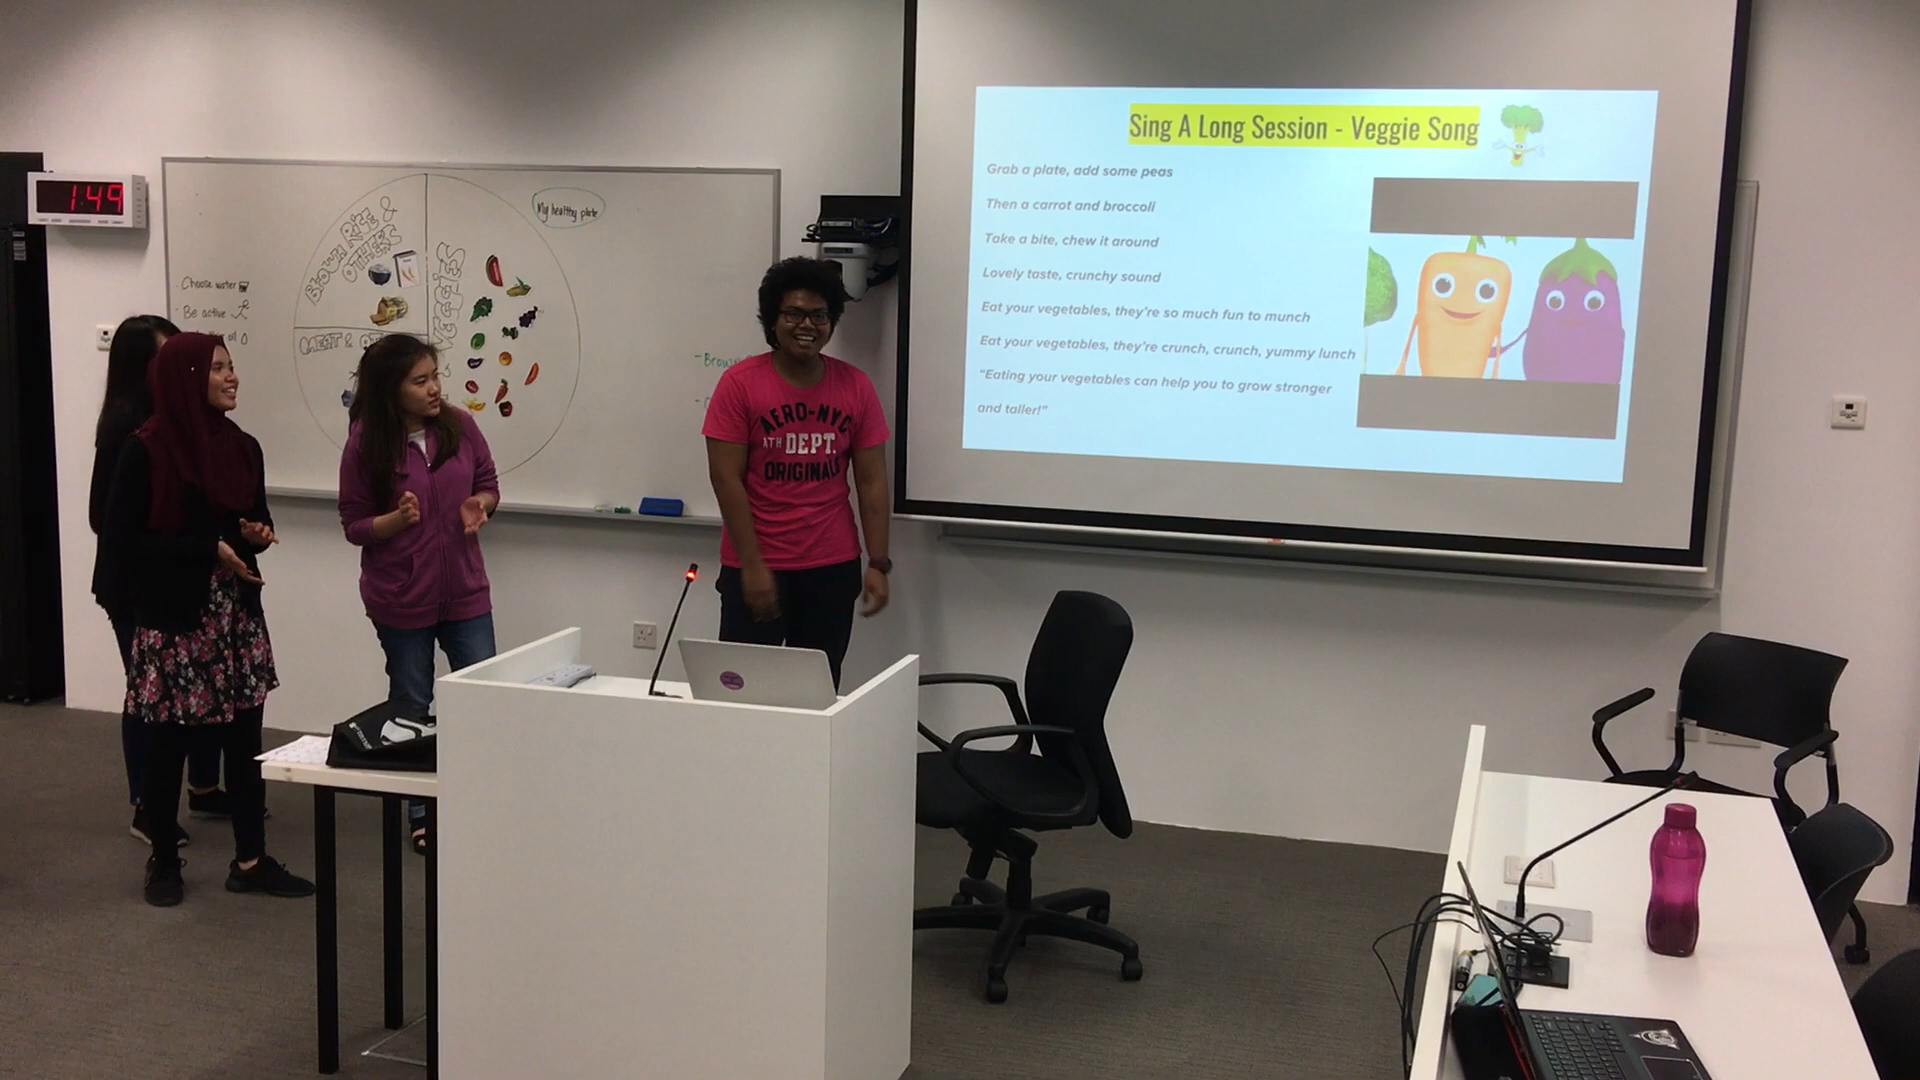 1:49
My healthy plate
BROWN RICE &
OTHERS
VEGGIES
- Choose water
- Be active
oil
MEAT &
- Brown
AERO-NYC
ATH DEPT.
ORIGINALS
Sing A Long Session - Veggie Song
Grab a plate, add some peas
Then a carrot and broccoli
Take a bite, chew it around
Lovely taste, crunchy sound
Eat your vegetables, they're so much fun to munch
Eat your vegetables, they're crunch, crunch, yummy lunch
"Eating your vegetables can help you to grow stronger
and taller!"